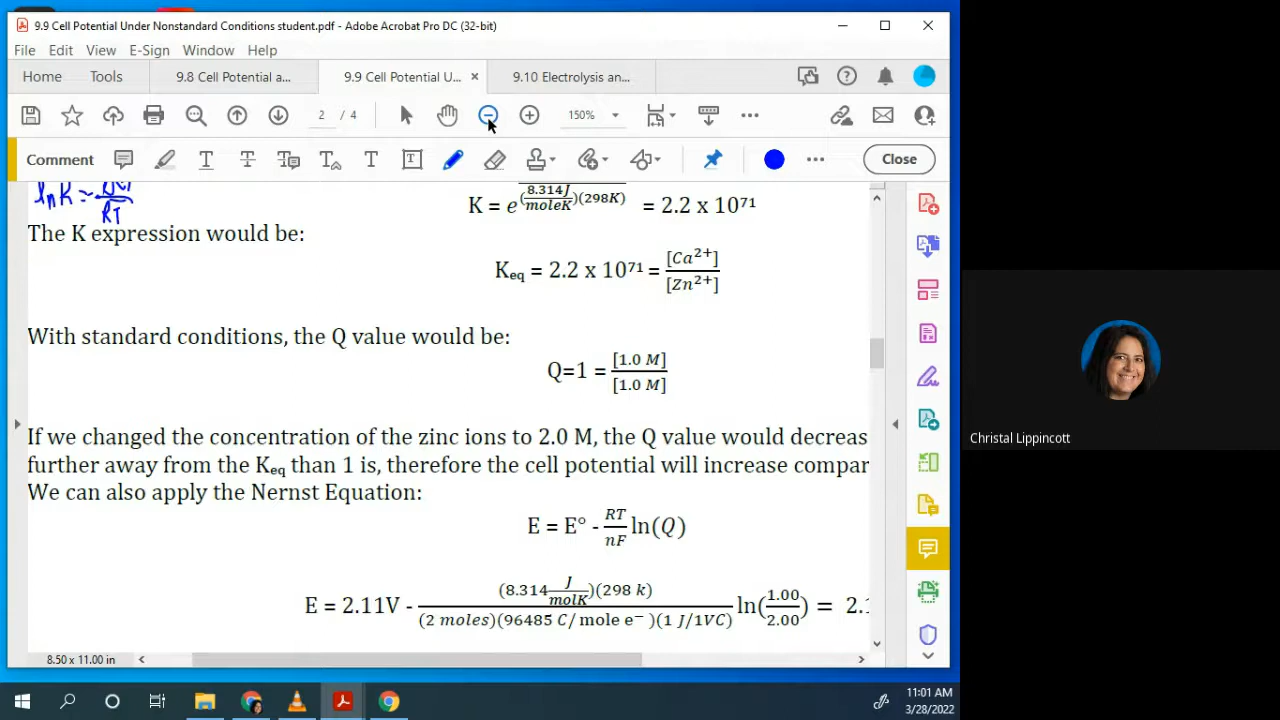 9.9 Cell Potential Under Nonstandard Conditions student.pdf - Adobe Acrobat Pro DC (32-bit)
File Edit View E-Sign Window Help
Home Tools 9.8 Cell Potential a... 9.9 Cell Potential U... × 9.10 Electrolysis an...
2 / 4 150%
Comment Close
ln K =
RT
8.314J
K = e (moleK)(298K) = 2.2 x 10⁷¹
The K expression would be:
Keq = 2.2 x 10⁷¹ = [Ca²⁺]
[Zn²⁺]
With standard conditions, the Q value would be:
Q=1 = [1.0 M]
[1.0 M]
If we changed the concentration of the zinc ions to 2.0 M, the Q value would decreas
further away from the Keq than 1 is, therefore the cell potential will increase compar
We can also apply the Nernst Equation:
E = E° - RT/nF ln(Q)
(8.314 J/molK)(298 k)
E = 2.11V - ln(1.00/2.00) = 2.1
(2 moles)(96485 C/mole e⁻)(1 J/1VC)
8.50 x 11.00 in
Christal Lippincott
11:01 AM
3/28/2022